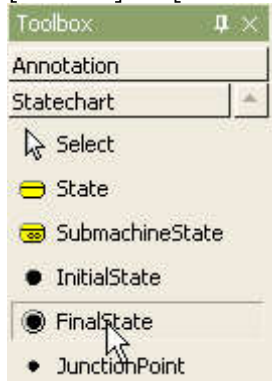 Toolbox
Annotation
Statechart
Select
State
SubmachineState
InitialState
FinalState
JunctionPoint